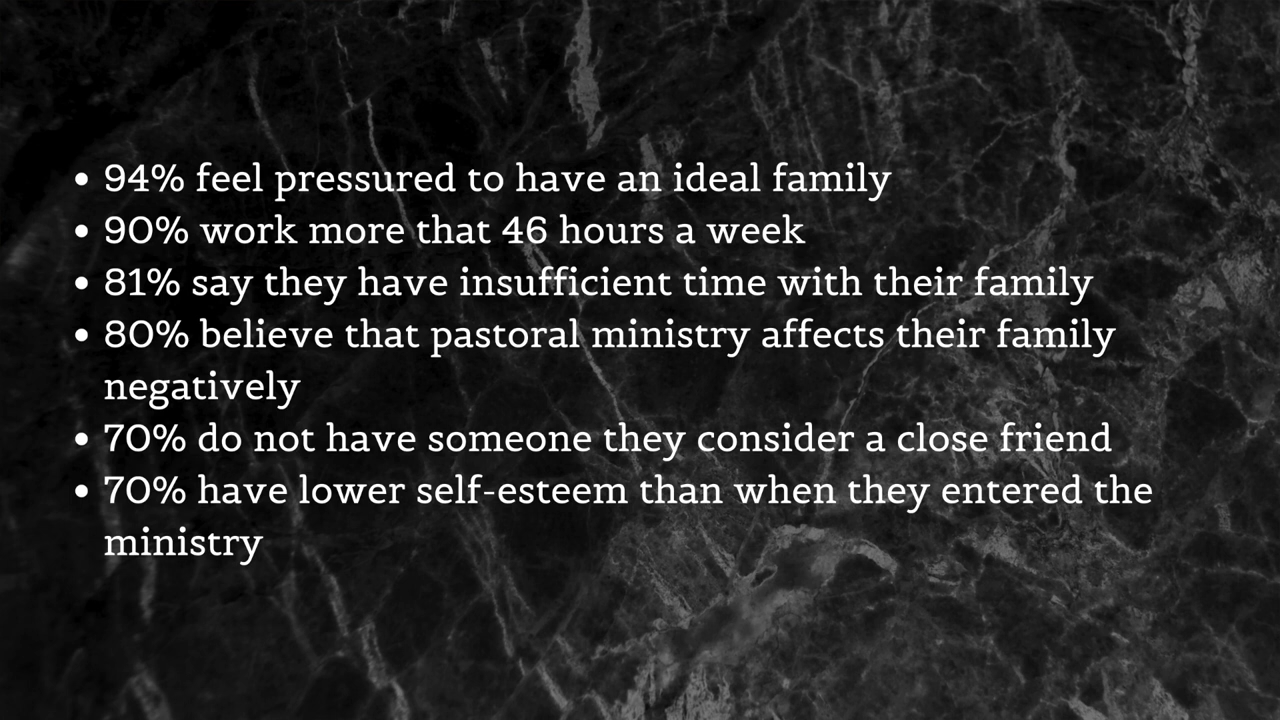 • 94% feel pressured to have an ideal family
• 90% work more that 46 hours a week
• 81% say they have insufficient time with their family
• 80% believe that pastoral ministry affects their family
negatively
• 70% do not have someone they consider a close friend
• 70% have lower self-esteem than when they entered the
ministry